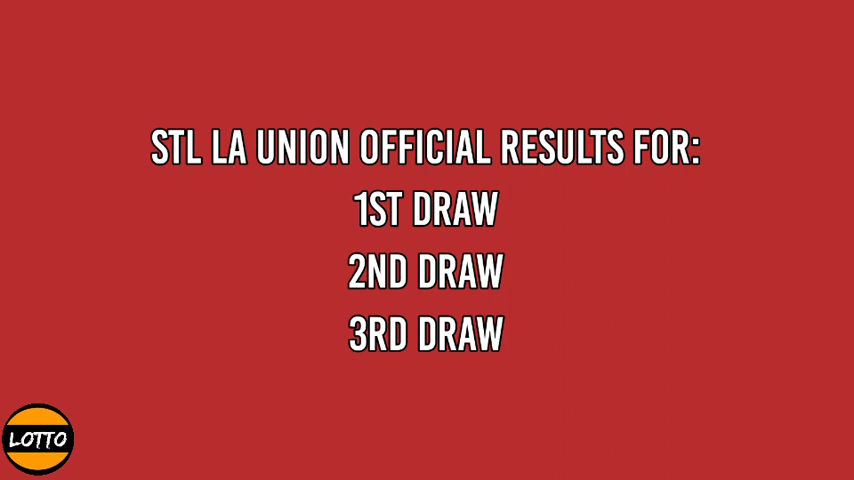 STL LA UNION OFFICIAL RESULTS FOR:
1ST DRAW
2ND DRAW
3RD DRAW
LOTTO